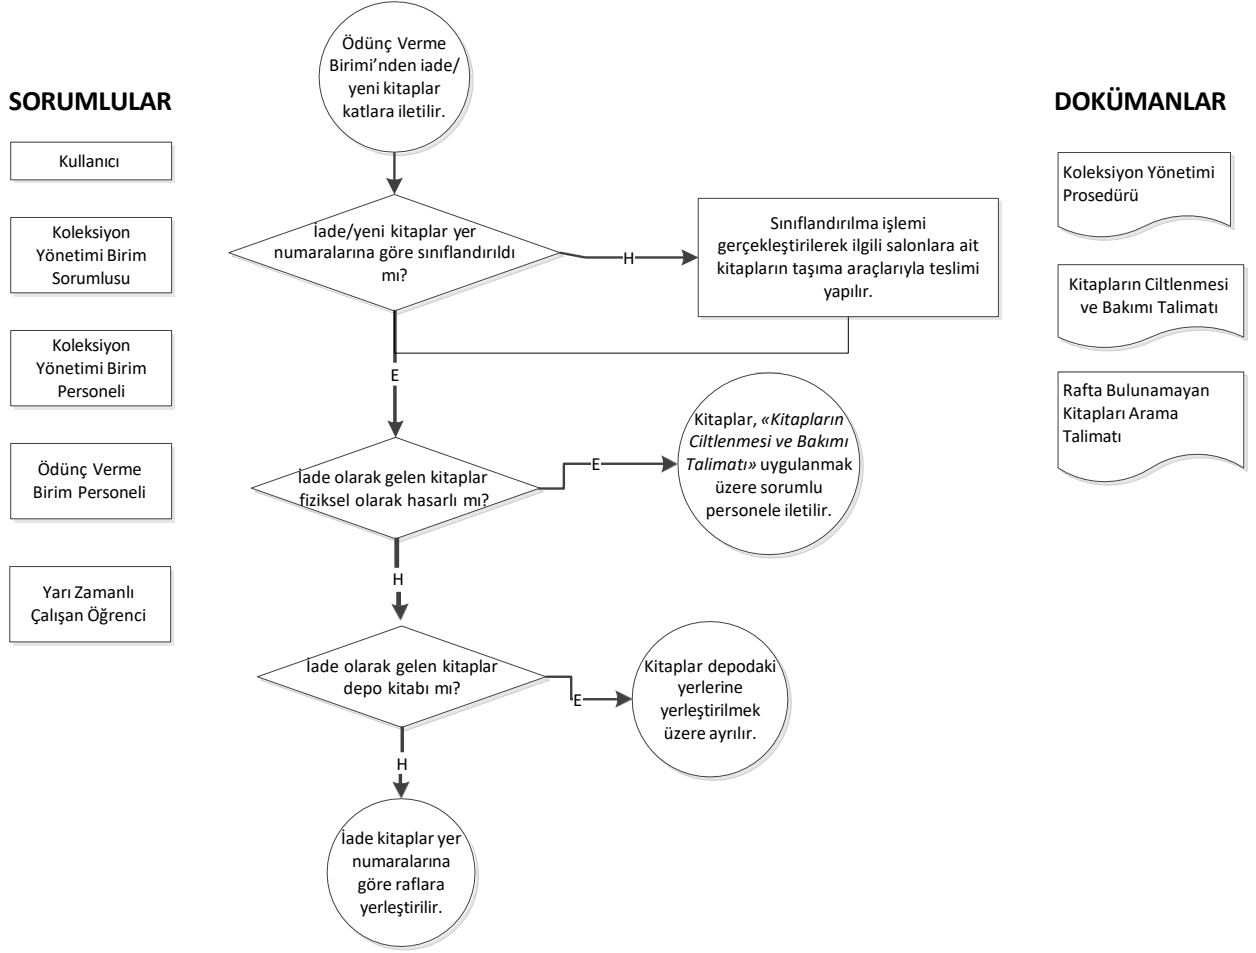 SORUMLULAR
Kullanıcı
Koleksiyon
Yönetimi Birim
Sorumlusu
Koleksiyon
Yönetimi Birim
Personeli
Ödünç Verme
Birim Personeli
Yarı Zamanlı
Çalışan Öğrenci
Ödünç Verme
Birimi’nden iade/
yeni kitaplar
katlara iletilir.
İade/yeni kitaplar yer
numaralarına göre sınıflandırıldı
mı?
H
Sınıflandırılma işlemi
gerçekleştirilerek ilgili salonlara ait
kitapların taşıma araçlarıyla teslimi
yapılır.
E
İade olarak gelen kitaplar
fiziksel olarak hasarlı mı?
E
Kitaplar, «Kitapların
Ciltlenmesi ve Bakımı
Talimatı» uygulanmak
üzere sorumlu
personele iletilir.
H
İade olarak gelen kitaplar
depo kitabı mı?
E
Kitaplar depodaki
yerlerine
yerleştirilmek
üzere ayrılır.
H
İade kitaplar yer
numaralarına
göre raflara
yerleştirilir.
DOKÜMANLAR
Koleksiyon Yönetimi
Prosedürü
Kitapların Ciltlenmesi
ve Bakımı Talimatı
Rafta Bulunamayan
Kitapları Arama
Talimatı